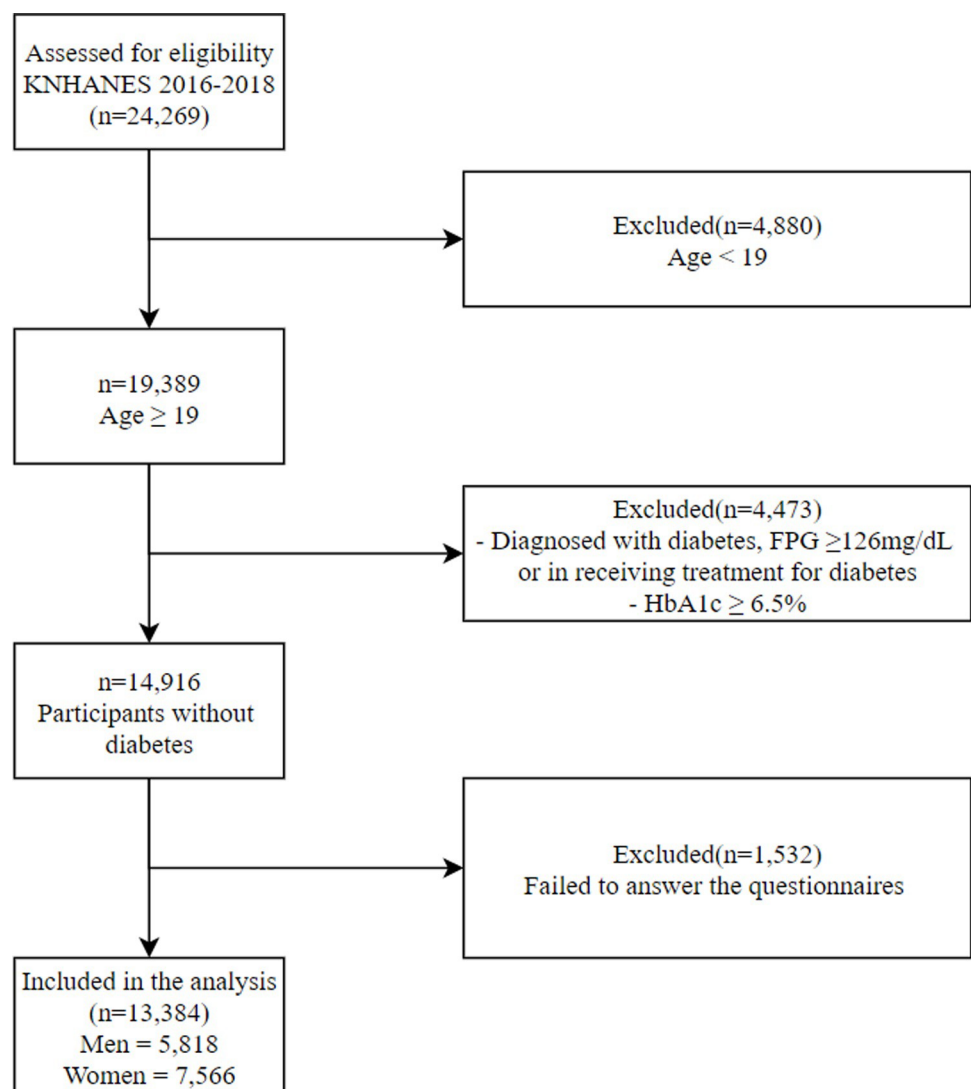 Assessed for eligibility
KNHANES 2016-2018
(n=24,269)
Excluded(n=4,880)
Age < 19
n=19,389
Age ≥ 19
Excluded(n=4,473)
- Diagnosed with diabetes, FPG ≥126mg/dL
or in receiving treatment for diabetes
- HbA1c ≥ 6.5%
n=14,916
Participants without
diabetes
Excluded(n=1,532)
Failed to answer the questionnaires
Included in the analysis
(n=13,384)
Men = 5,818
Women = 7,566